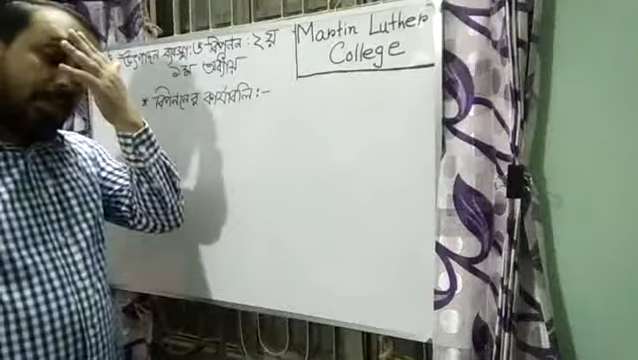 উৎপাদন ব্যবস্থা ও বিপণন : ২য়
১ম অধ্যায়
Martin Luther
College
* বিপণনের কার্যাবলি :-